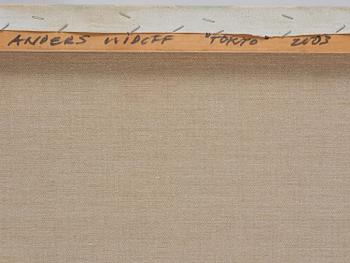 ANDERS WIDOFF "TOKYO" 2003